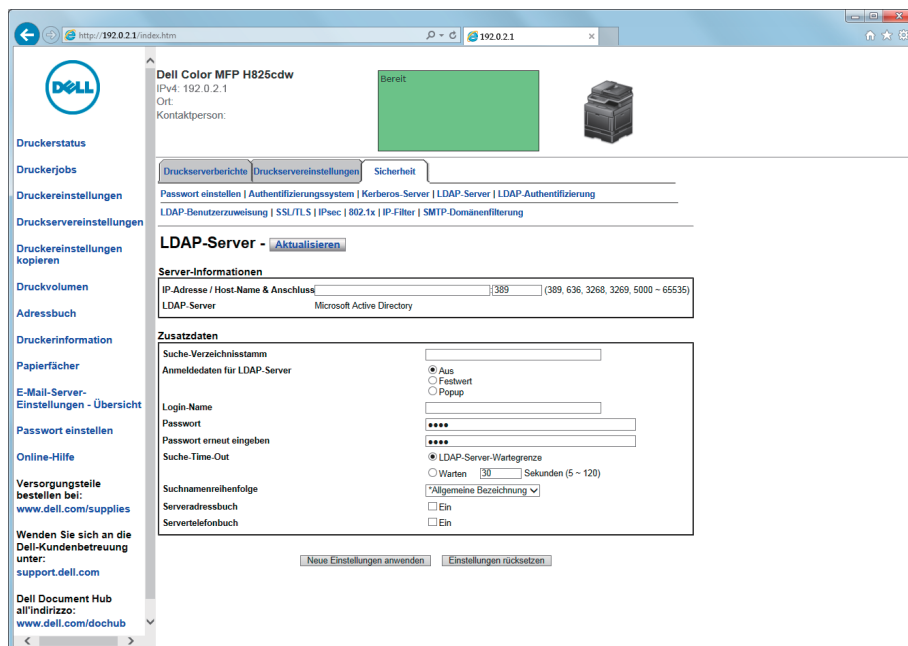 http://192.0.2.1/index.htm
192.0.2.1
DELL
Dell Color MFP H825cdw
IPv4: 192.0.2.1
Ort:
Kontaktperson:
Bereit
Druckerstatus
Druckerjobs
Druckereinstellungen
Druckservereinstellungen
Druckereinstellungen
kopieren
Druckvolumen
Adressbuch
Druckerinformation
Papierfächer
E-Mail-Server-
Einstellungen - Übersicht
Passwort einstellen
Online-Hilfe
Versorgungsteile
bestellen bei:
www.dell.com/supplies
Wenden Sie sich an die
Dell-Kundenbetreuung
unter:
support.dell.com
Dell Document Hub
all'indirizzo:
www.dell.com/dochub
Druckserverberichte Druckservereinstellungen Sicherheit
Passwort einstellen | Authentifizierungssystem | Kerberos-Server | LDAP-Server | LDAP-Authentifizierung
LDAP-Benutzerzuweisung | SSL/TLS | IPsec | 802.1x | IP-Filter | SMTP-Domänenfilterung
LDAP-Server - Aktualisieren
Server-Informationen
IP-Adresse / Host-Name & Anschluss :389 (389, 636, 3268, 3269, 5000 ~ 65535)
LDAP-Server Microsoft Active Directory
Zusatzdaten
Suche-Verzeichnisstamm
Anmeldedaten für LDAP-Server Aus
Festwert
Popup
Login-Name
Passwort ••••
Passwort erneut eingeben ••••
Suche-Time-Out LDAP-Server-Wartegrenze
Warten 30 Sekunden (5 ~ 120)
Suchnamenreihenfolge *Allgemeine Bezeichnung
Serveradressbuch Ein
Servertelefonbuch Ein
Neue Einstellungen anwenden Einstellungen rücksetzen